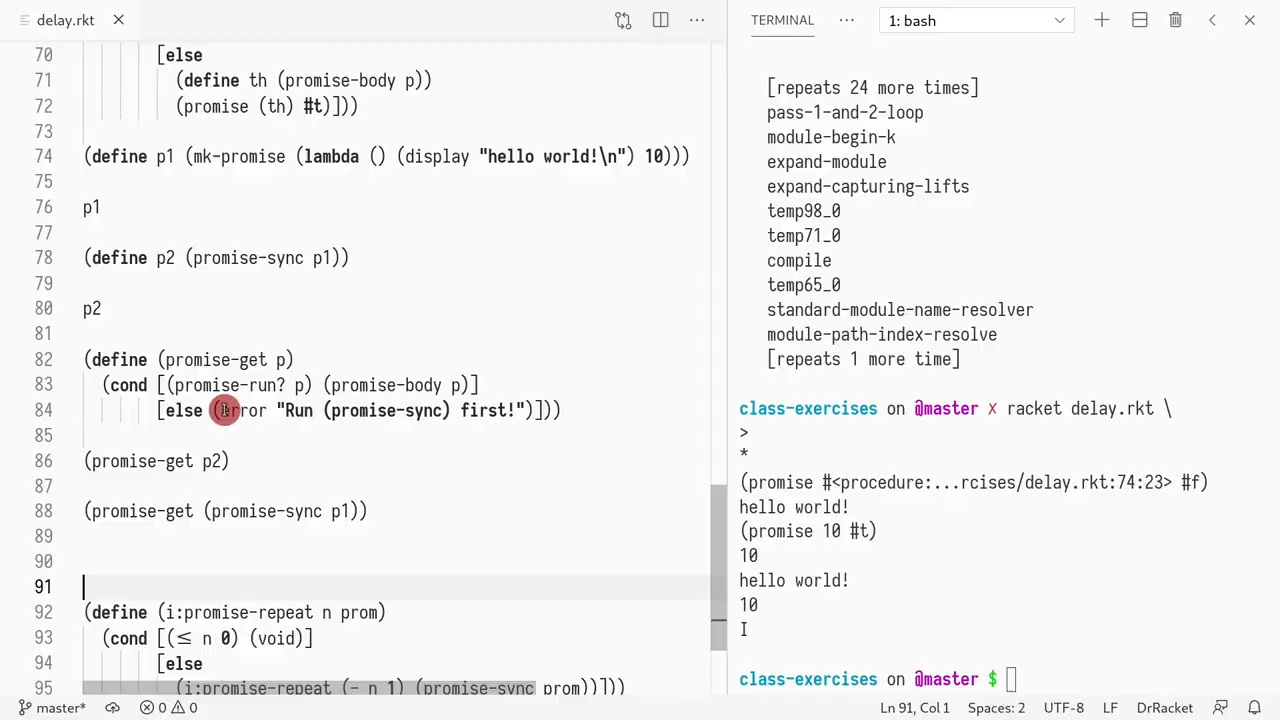 delay.rkt
70 [else
71 (define th (promise-body p))
72 (promise (th) #t)]))
73
74 (define p1 (mk-promise (lambda () (display "hello world!\n") 10)))
75
76 p1
77
78 (define p2 (promise-sync p1))
79
80 p2
81
82 (define (promise-get p)
83 (cond [(promise-run? p) (promise-body p)]
84 [else (error "Run (promise-sync) first!")]))
85
86 (promise-get p2)
87
88 (promise-get (promise-sync p1))
89
90
91
92 (define (i:promise-repeat n prom)
93 (cond [(≤ n 0) (void)]
94 [else
95 (i:promise-repeat (- n 1) (promise-sync prom))]))
TERMINAL
1: bash
[repeats 24 more times]
pass-1-and-2-loop
module-begin-k
expand-module
expand-capturing-lifts
temp98_0
temp71_0
compile
temp65_0
standard-module-name-resolver
module-path-index-resolve
[repeats 1 more time]
class-exercises on @master X racket delay.rkt \
>
*
(promise #<procedure:...rcises/delay.rkt:74:23> #f)
hello world!
(promise 10 #t)
10
hello world!
10
class-exercises on @master $
master* 0 0 Ln 91, Col 1 Spaces: 2 UTF-8 LF DrRacket